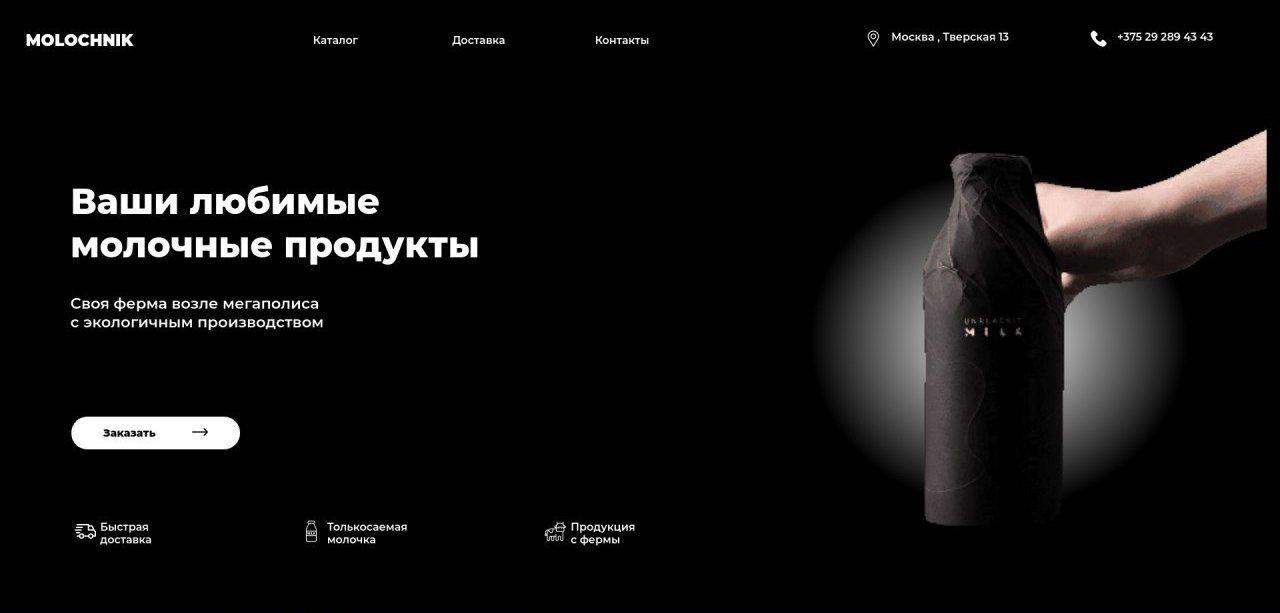 MOLOCHNIK
Каталог
Доставка
Контакты
Москва , Тверская 13
+375 29 289 43 43
Ваши любимые
молочные продукты
Своя ферма возле мегаполиса
с экологичным производством
Заказать
MILK
Быстрая
доставка
Толькосаемая
молочка
Продукция
с фермы